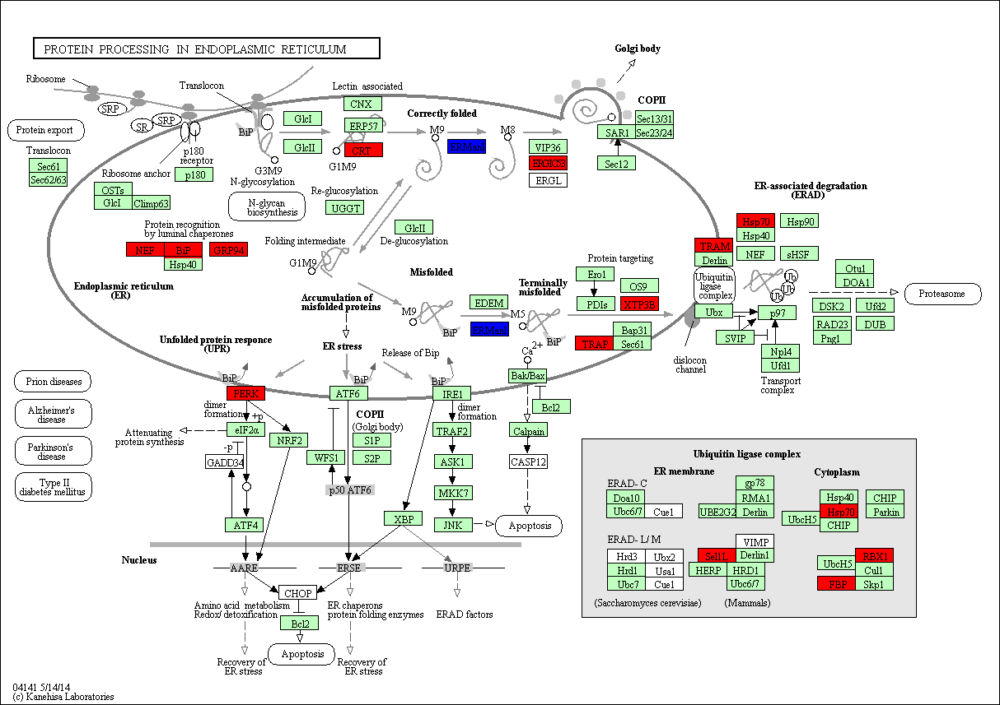 PROTEIN PROCESSING IN ENDOPLASMIC RETICULUM
Golgi body
Ribosome
Translocon
Lectin associated
SRP
SR
SRP
BiP
GlcI
CNX
ERP57
Correctly folded
COPII
Sec13/31
SAR1
Sec23/24
Protein export
Translocon
Sec61
Sec62/63
p180
receptor
p180
Ribosome anchor
OSTs
GlcI
Climp63
G3M9
N-glycosylation
GlcII
CRT
G1M9
M9
M8
VIP36
ERGIC53
ERGL
Sec12
N-glycan
biosynthesis
Re-glucosylation
UGGT
GlcII
De-glucosylation
ER-associated degradation
(ERAD)
Protein recognition
by luminal chaperones
NEF
BiP
GRP94
Hsp40
Folding intermediate
G1M9
Hsp70
Hsp90
Hsp40
TRAM
NEF
sHSF
Derlin
Endoplasmic reticulum
(ER)
Misfolded
Accumulation of
misfolded proteins
Terminally
misfolded
Protein targeting
Ero1
OS9
PDIs
XTP3B
Ubiquitin
ligase
complex
Ub
Ub
Ub
Otu1
DOA1
Proteasome
M9
BiP
EDEM
M5
BiP
Ubx
p97
DSK2
Ufd2
RAD23
DUB
Png1
Bap31
TRAP
Sec61
SVIP
Npl4
Ufd1
Transport
complex
dislocon
channel
Unfolded protein responce
(UPR)
ER stress
Release of Bip
Ca2+
Bak/Bax
Bcl2
BiP
BiP
BiP
PERK
ATF6
IRE1
Prion diseases
Alzheimer's
disease
Parkinson's
disease
Type II
diabetes mellitus
dimer
formation
+p
Attenuating
protein synthesis
eIF2α
-p
GADD34
NRF2
COPII
(Golgi body)
S1P
S2P
WFS1
p50 ATF6
dimer
formation
TRAF2
ASK1
MKK7
JNK
Calpain
CASP12
Apoptosis
ATF4
XBP
Nucleus
AARE
ERSE
URPE
CHOP
Amino acid metabolism
Redox/ detoxification
ER chaperons
protein folding enzymes
ERAD factors
Bcl2
Apoptosis
Recovery of
ER stress
Recovery of
ER stress
Ubiquitin ligase complex
ER membrane
Cytoplasm
ERAD- C
Doa10
Ubc6/7
Cue1
gp78
RMA1
UBE2G2
Derlin
Hsp40
Hsp70
UbcH5
CHIP
CHIP
Parkin
ERAD- L/ M
Hrd3
Ubx2
Hrd1
Usa1
Ubc7
Cue1
VIMP
Sel1L
Derlin1
HERP
HRD1
Ubc6/7
RBX1
UbcH5
Cul1
FBP
Skp1
(Saccharomyces cerevisiae)
(Mammals)
04141 5/14/14
(c) Kanehisa Laboratories